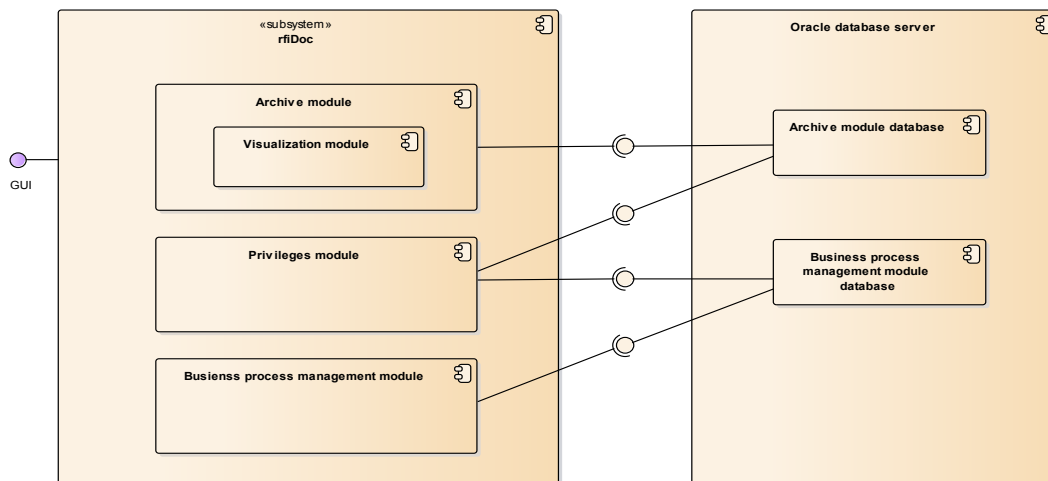 «subsystem»
rfiDoc
Archive module
Visualization module
Privileges module
Busienss process management module
GUI
Oracle database server
Archive module database
Business process
management module
database